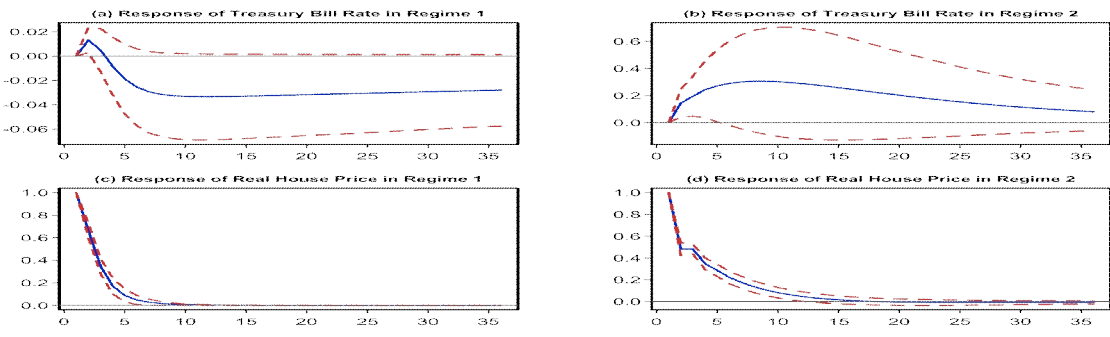 (a) Response of Treasury Bill Rate in Regime 1
0.02
0.00
-0.02
-0.04
-0.06
0 5 10 15 20 25 30 35
(b) Response of Treasury Bill Rate in Regime 2
0.6
0.4
0.2
0.0
0 5 10 15 20 25 30 35
(c) Response of Real House Price in Regime 1
1.0
0.8
0.6
0.4
0.2
0.0
0 5 10 15 20 25 30 35
(d) Response of Real House Price in Regime 2
1.0
0.8
0.6
0.4
0.2
0.0
0 5 10 15 20 25 30 35